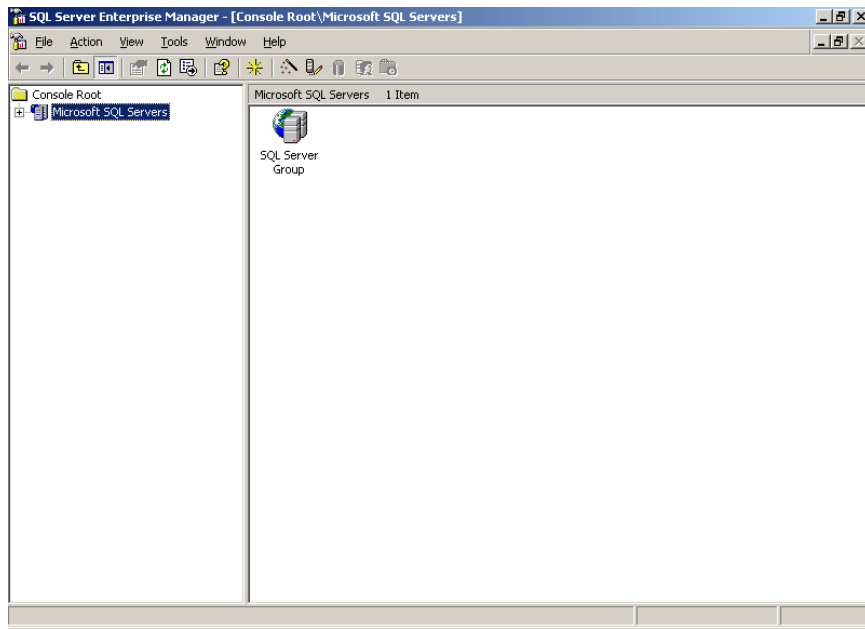 SQL Server Enterprise Manager - [Console Root\Microsoft SQL Servers]
File Action View Tools Window Help
Console Root
Microsoft SQL Servers
Microsoft SQL Servers 1 Item
SQL Server
Group